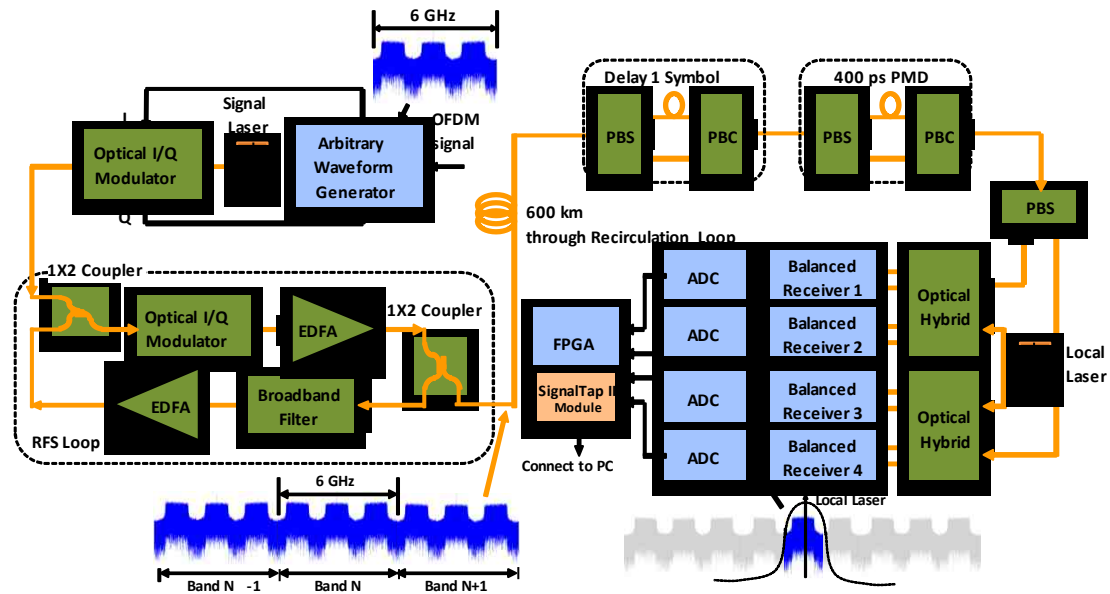 6 GHz
Signal
Laser
OFDM
signal
I
Q
Optical I/Q
Modulator
Arbitrary
Waveform
Generator
Delay 1 Symbol
PBS
PBC
400 ps PMD
PBS
PBC
PBS
600 km
through Recirculation Loop
1X2 Coupler
Optical I/Q
Modulator
EDFA
1X2 Coupler
EDFA
Broadband
Filter
RFS Loop
ADC
ADC
ADC
ADC
Balanced
Receiver 1
Balanced
Receiver 2
Balanced
Receiver 3
Balanced
Receiver 4
Optical
Hybrid
Optical
Hybrid
Local
Laser
FPGA
SignalTap II
Module
Connect to PC
6 GHz
Band N -1
Band N
Band N+1
Local Laser